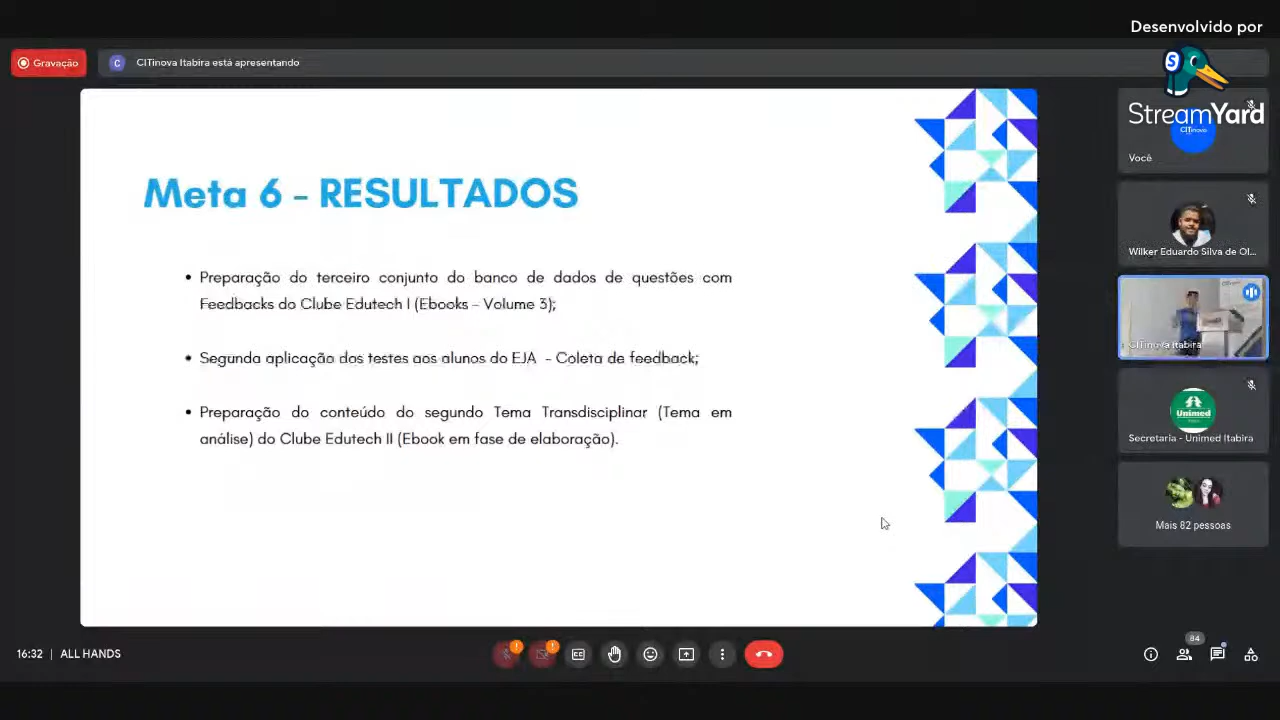 Desenvolvido por
StreamYard
Gravação
C
CITinova Itabira está apresentando
Meta 6 - RESULTADOS
• Preparação do terceiro conjunto do banco de dados de questões com
Feedbacks do Clube Edutech I (Ebooks - Volume 3);
• Segunda aplicação dos testes aos alunos do EJA - Coleta de feedback;
• Preparação do conteúdo do segundo Tema Transdisciplinar (Tema em
análise) do Clube Edutech II (Ebook em fase de elaboração).
CITinova
Você
Wilker Eduardo Silva de Ol...
CITinova Itabira
Unimed
Secretaria - Unimed Itabira
Mais 82 pessoas
16:32 | ALL HANDS
84